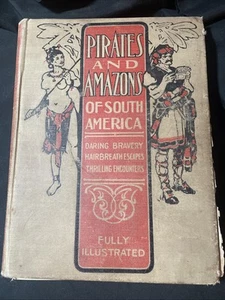 PIRATES
AND
AMAZONS
OF SOUTH
AMERICA
DARING BRAVERY
HAIRBREATH ESCAPES
THRILLING ENCOUNTERS
FULLY
ILLUSTRATED